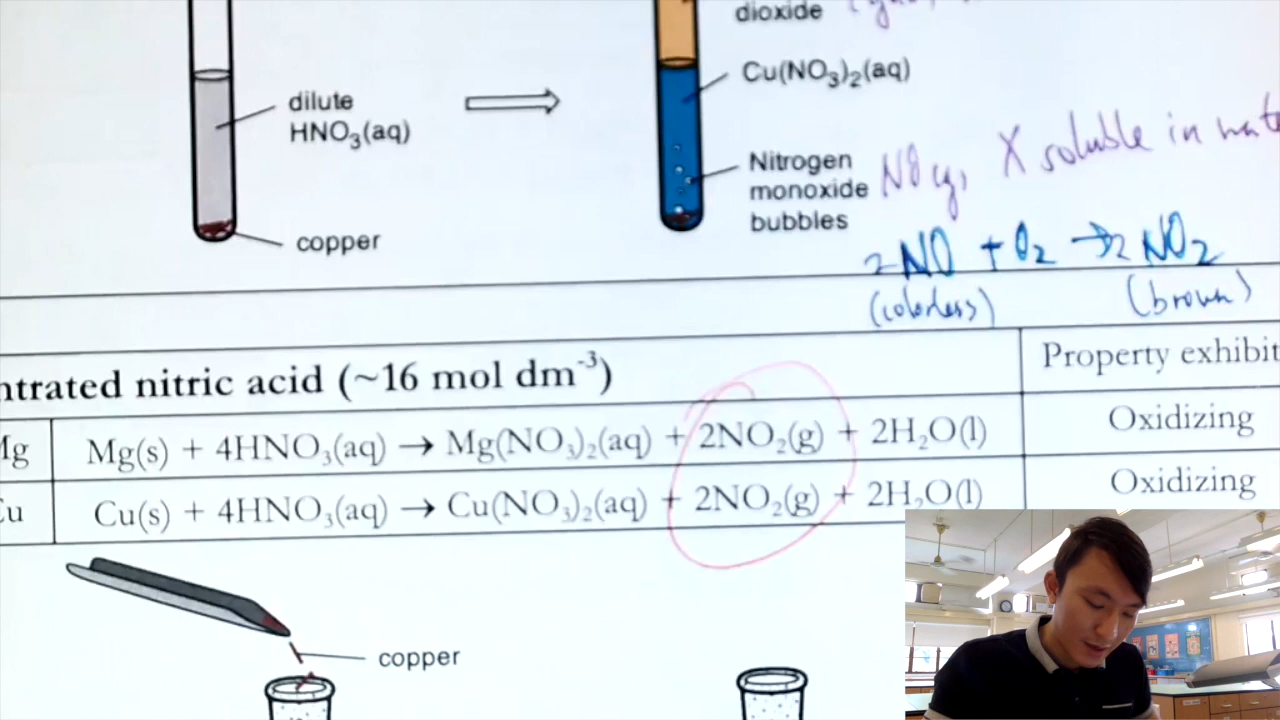 dioxide
dilute
HNO₃(aq)
Cu(NO₃)₂(aq)
Nitrogen
monoxide
bubbles
X soluble in
copper
2NO + O₂ → 2NO₂
(colorless) (brown)
ntrated nitric acid (~16 mol dm⁻³)
Property exhibit
Mg
Mg(s) + 4HNO₃(aq) → Mg(NO₃)₂(aq) + 2NO₂(g) + 2H₂O(l)
Oxidizing
Cu
Cu(s) + 4HNO₃(aq) → Cu(NO₃)₂(aq) + 2NO₂(g) + 2H₂O(l)
Oxidizing
copper